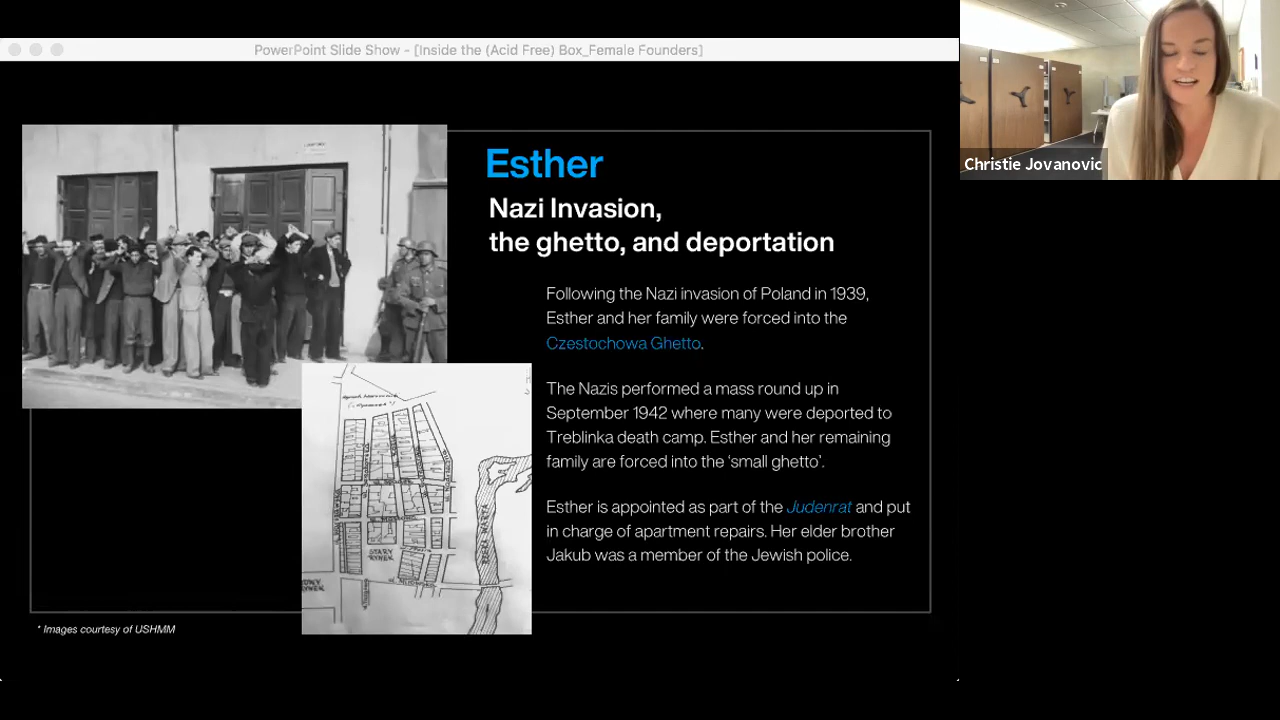 PowerPoint Slide Show - [Inside the (Acid Free) Box_Female Founders]
Christie Jovanovic
Esther
Nazi Invasion,
the ghetto, and deportation
Following the Nazi invasion of Poland in 1939,
Esther and her family were forced into the
Czestochowa Ghetto.
The Nazis performed a mass round up in
September 1942 where many were deported to
Treblinka death camp. Esther and her remaining
family are forced into the ‘small ghetto’.
Esther is appointed as part of the Judenrat and put
in charge of apartment repairs. Her elder brother
Jakub was a member of the Jewish police.
STARY
RYNEK
RZEKA WARTA
RYNEK
* Images courtesy of USHMM